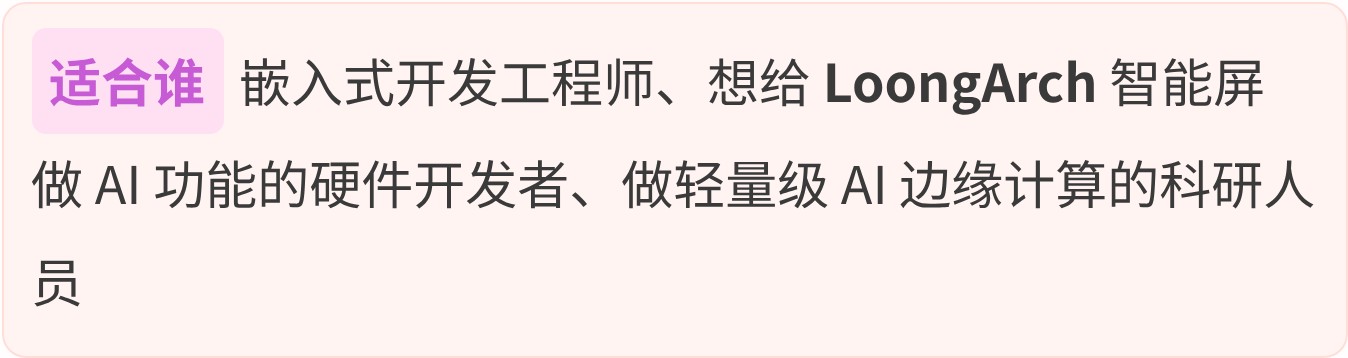 适合谁 嵌入式开发工程师、想给 LoongArch 智能屏
做 AI 功能的硬件开发者、做轻量级 AI 边缘计算的科研人
员